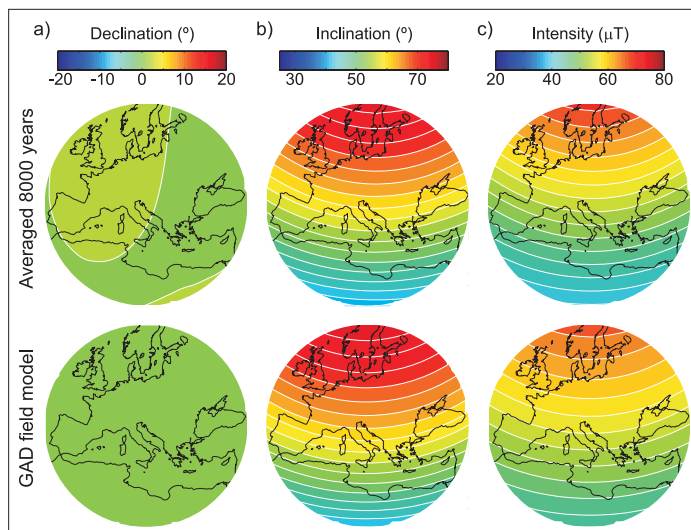 a) Declination (º) b) Inclination (º) c) Intensity (μT)
-20 -10 0 10 20 30 50 70 20 40 60 80
Averaged 8000 years
GAD field model